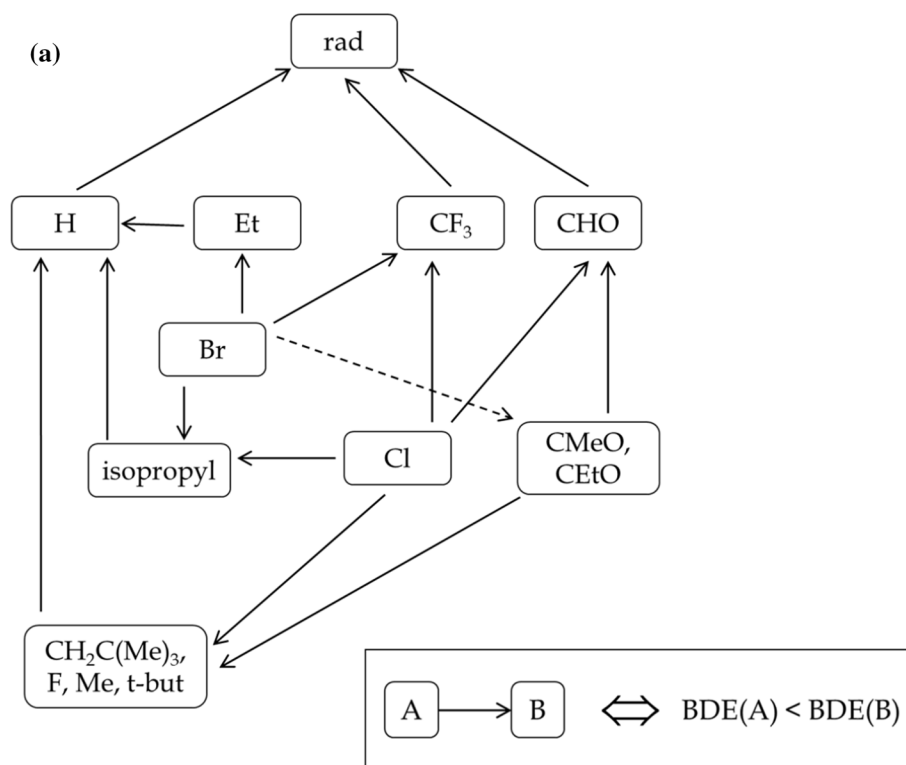 (a)
rad
H
Et
CF₃
CHO
Br
isopropyl
Cl
CMeO,
CEtO
CH₂C(Me)₃,
F, Me, t-but
A
B
BDE(A) < BDE(B)